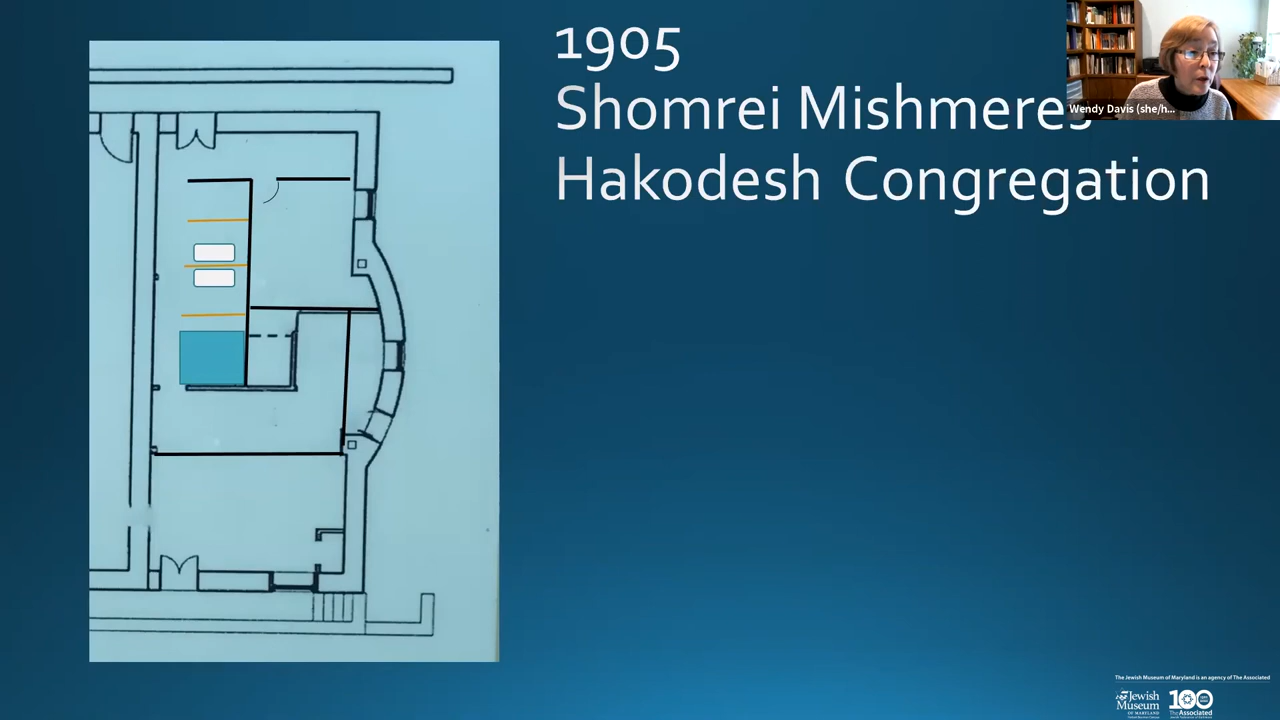 1905
Shomrei Mishmeres
Hakodesh Congregation
Wendy Davis (she/h...
The Jewish Museum of Maryland is an agency of The Associated
Jewish
Museum
OF MARYLAND
100
The Associated